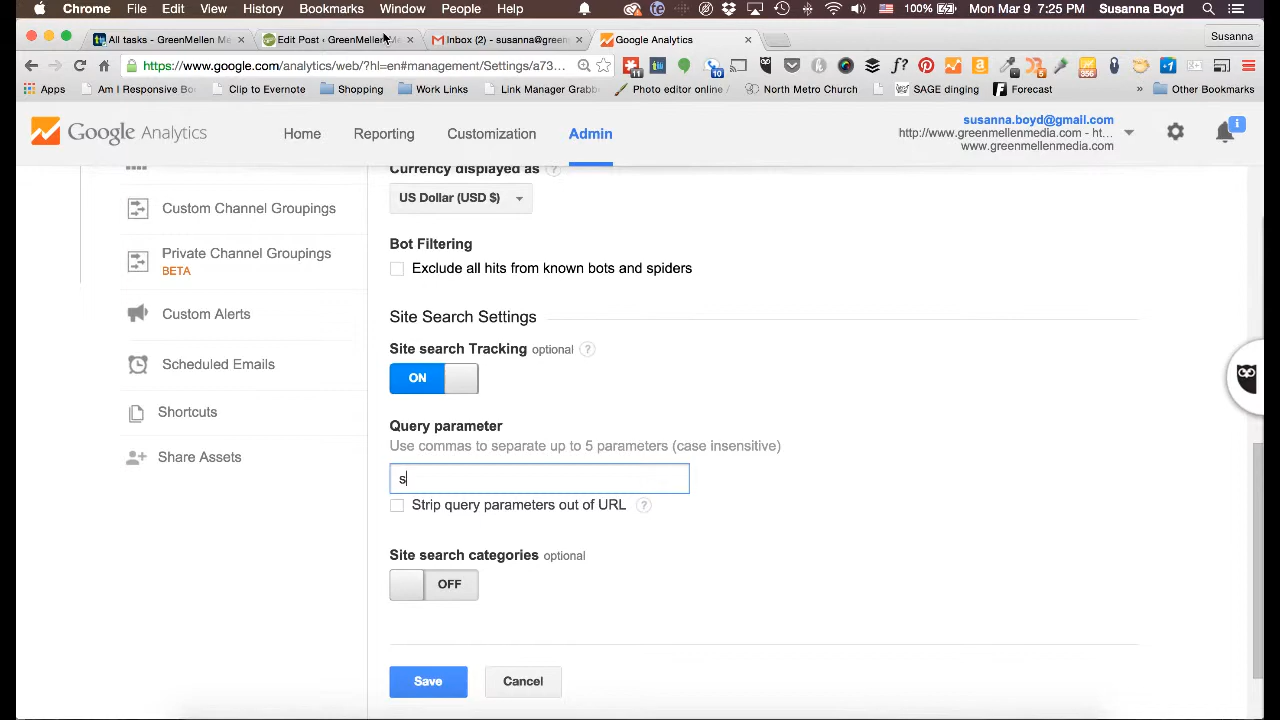 Chrome File Edit View History Bookmarks Window People Help 100% Mon Mar 9 7:25 PM Susanna Boyd
All tasks - GreenMellen Me Edit Post ‹ GreenMellen Me Inbox (2) - susanna@green Google Analytics Susanna
https://www.google.com/analytics/web/?hl=en#management/Settings/a73...
Apps Am I Responsive Bo Clip to Evernote Shopping Work Links Link Manager Grabb Photo editor online / North Metro Church SAGE dinging Forecast » Other Bookmarks
Google Analytics Home Reporting Customization Admin
susanna.boyd@gmail.com
http://www.greenmellenmedia.com - ht...
www.greenmellenmedia.com
Currency displayed as
US Dollar (USD $)
Custom Channel Groupings
Private Channel Groupings
BETA
Custom Alerts
Scheduled Emails
Shortcuts
Share Assets
Bot Filtering
Exclude all hits from known bots and spiders
Site Search Settings
Site search Tracking optional ?
ON
Query parameter
Use commas to separate up to 5 parameters (case insensitive)
s
Strip query parameters out of URL ?
Site search categories optional
OFF
Save Cancel